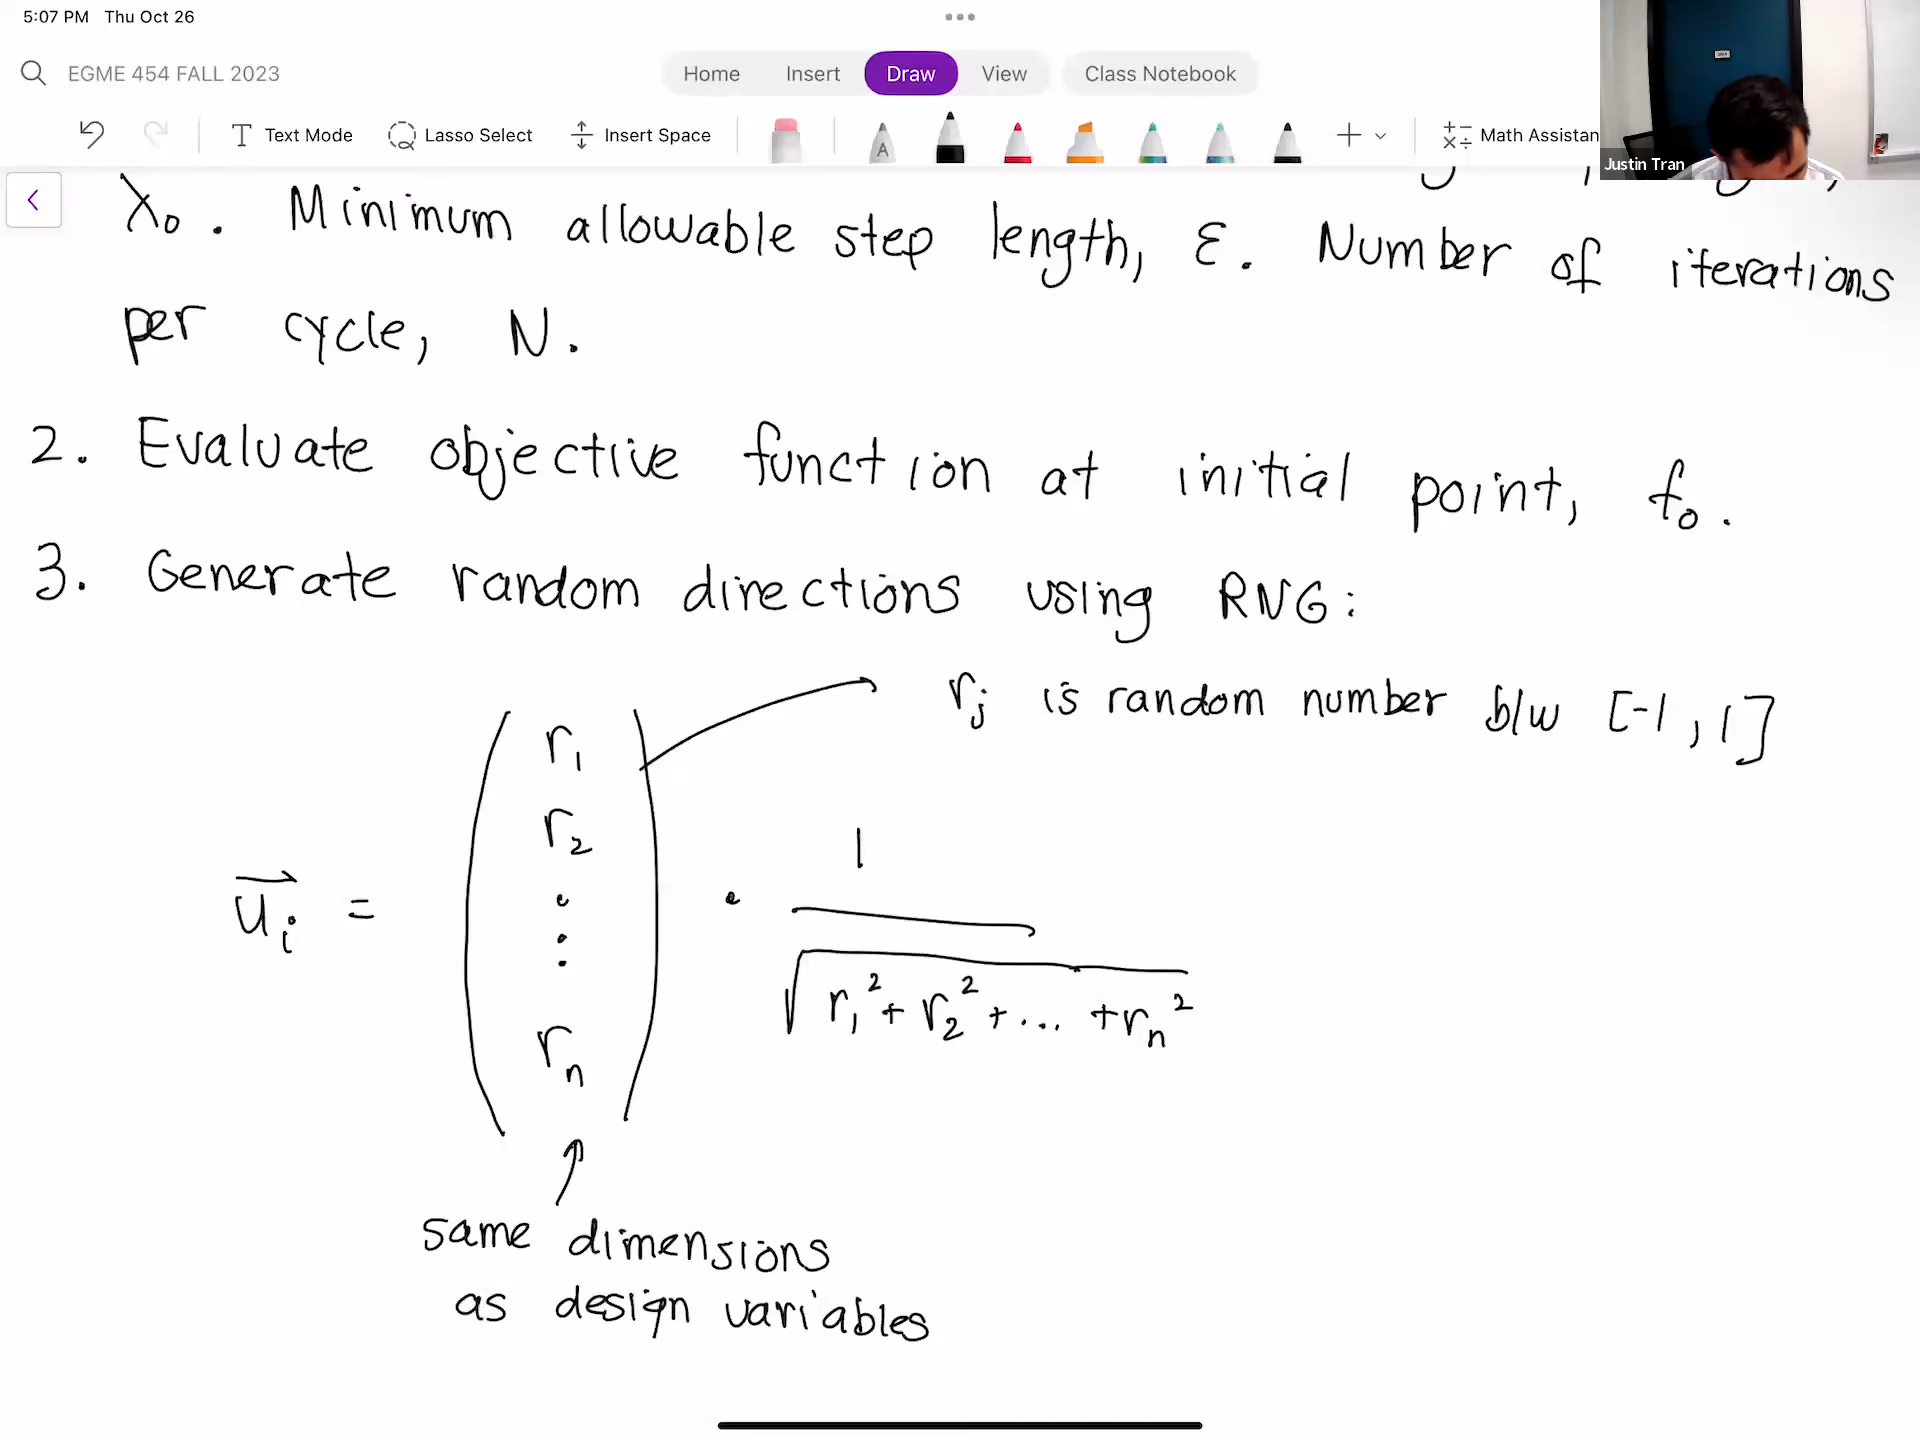 5:07 PM Thu Oct 26
EGME 454 FALL 2023
Home Insert Draw View Class Notebook
Text Mode Lasso Select Insert Space A Math Assistan
Justin Tran
λ₀. Minimum allowable step length, ε. Number of iterations
per cycle, N.
2. Evaluate objective function at initial point, f₀.
3. Generate random directions using RNG:
rⱼ is random number b/w [-1, 1]
r₁
r₂
⋮
rₙ
u⃗ᵢ = · 1
√r₁² + r₂² + ... + rₙ²
same dimensions
as design variables